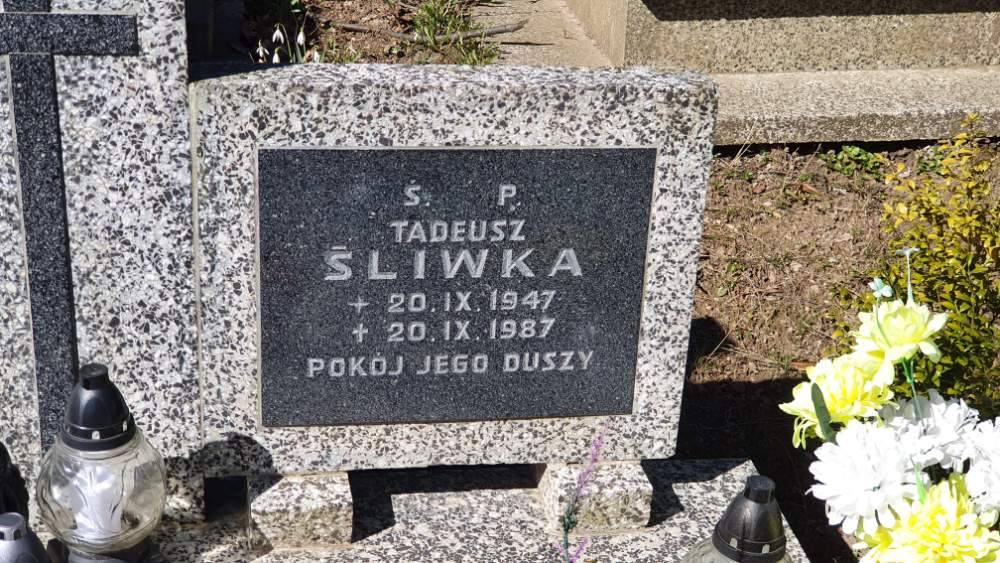 Ś. P.
TADEUSZ
ŚLIWKA
+ 20. IX. 1947
✝ 20. IX. 1987
POKÓJ JEGO DUSZY